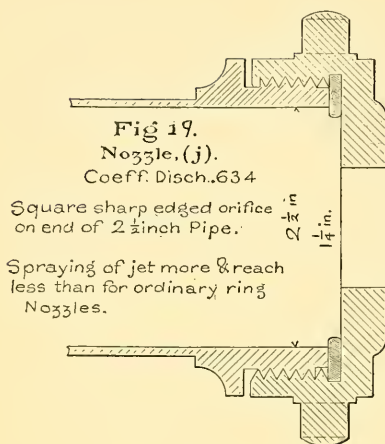 Fig 19.
Nozzle, (j).
Coeff. Disch..634
Square sharp edged orifice
on end of 2½ inch Pipe.
Spraying of jet more & reach
less than for ordinary ring
Nozzles.
2½ in
1¼ in.